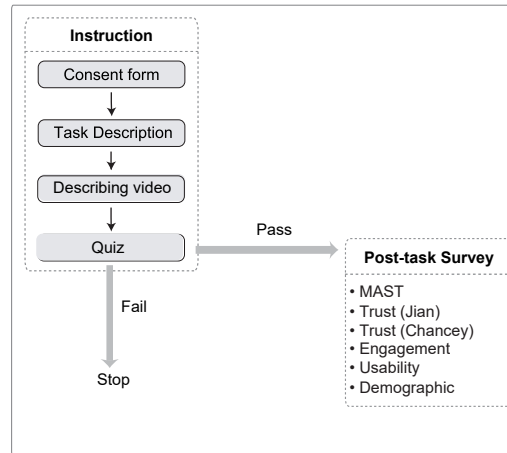 Instruction
Consent form
Task Description
Describing video
Quiz
Pass
Fail
Stop
Post-task Survey
• MAST
• Trust (Jian)
• Trust (Chancey)
• Engagement
• Usability
• Demographic